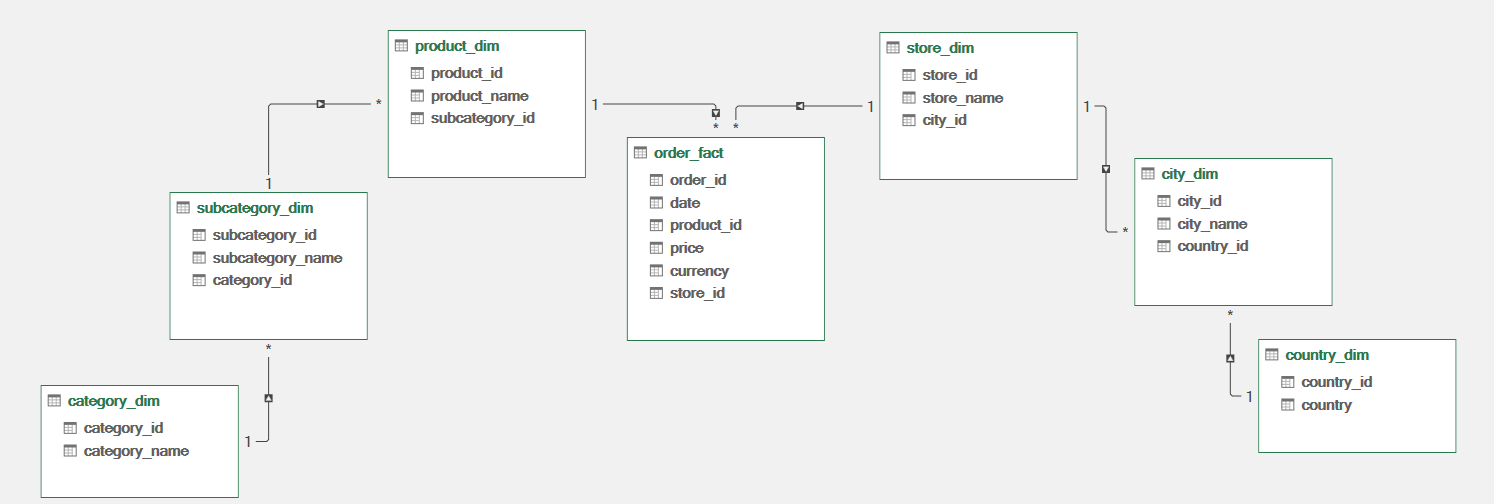 product_dim
product_id
product_name
subcategory_id
store_dim
store_id
store_name
city_id
order_fact
order_id
date
product_id
price
currency
store_id
city_dim
city_id
city_name
country_id
subcategory_dim
subcategory_id
subcategory_name
category_id
category_dim
category_id
category_name
country_dim
country_id
country
1
*
1
*
*
1
1
*
*
1
*
1